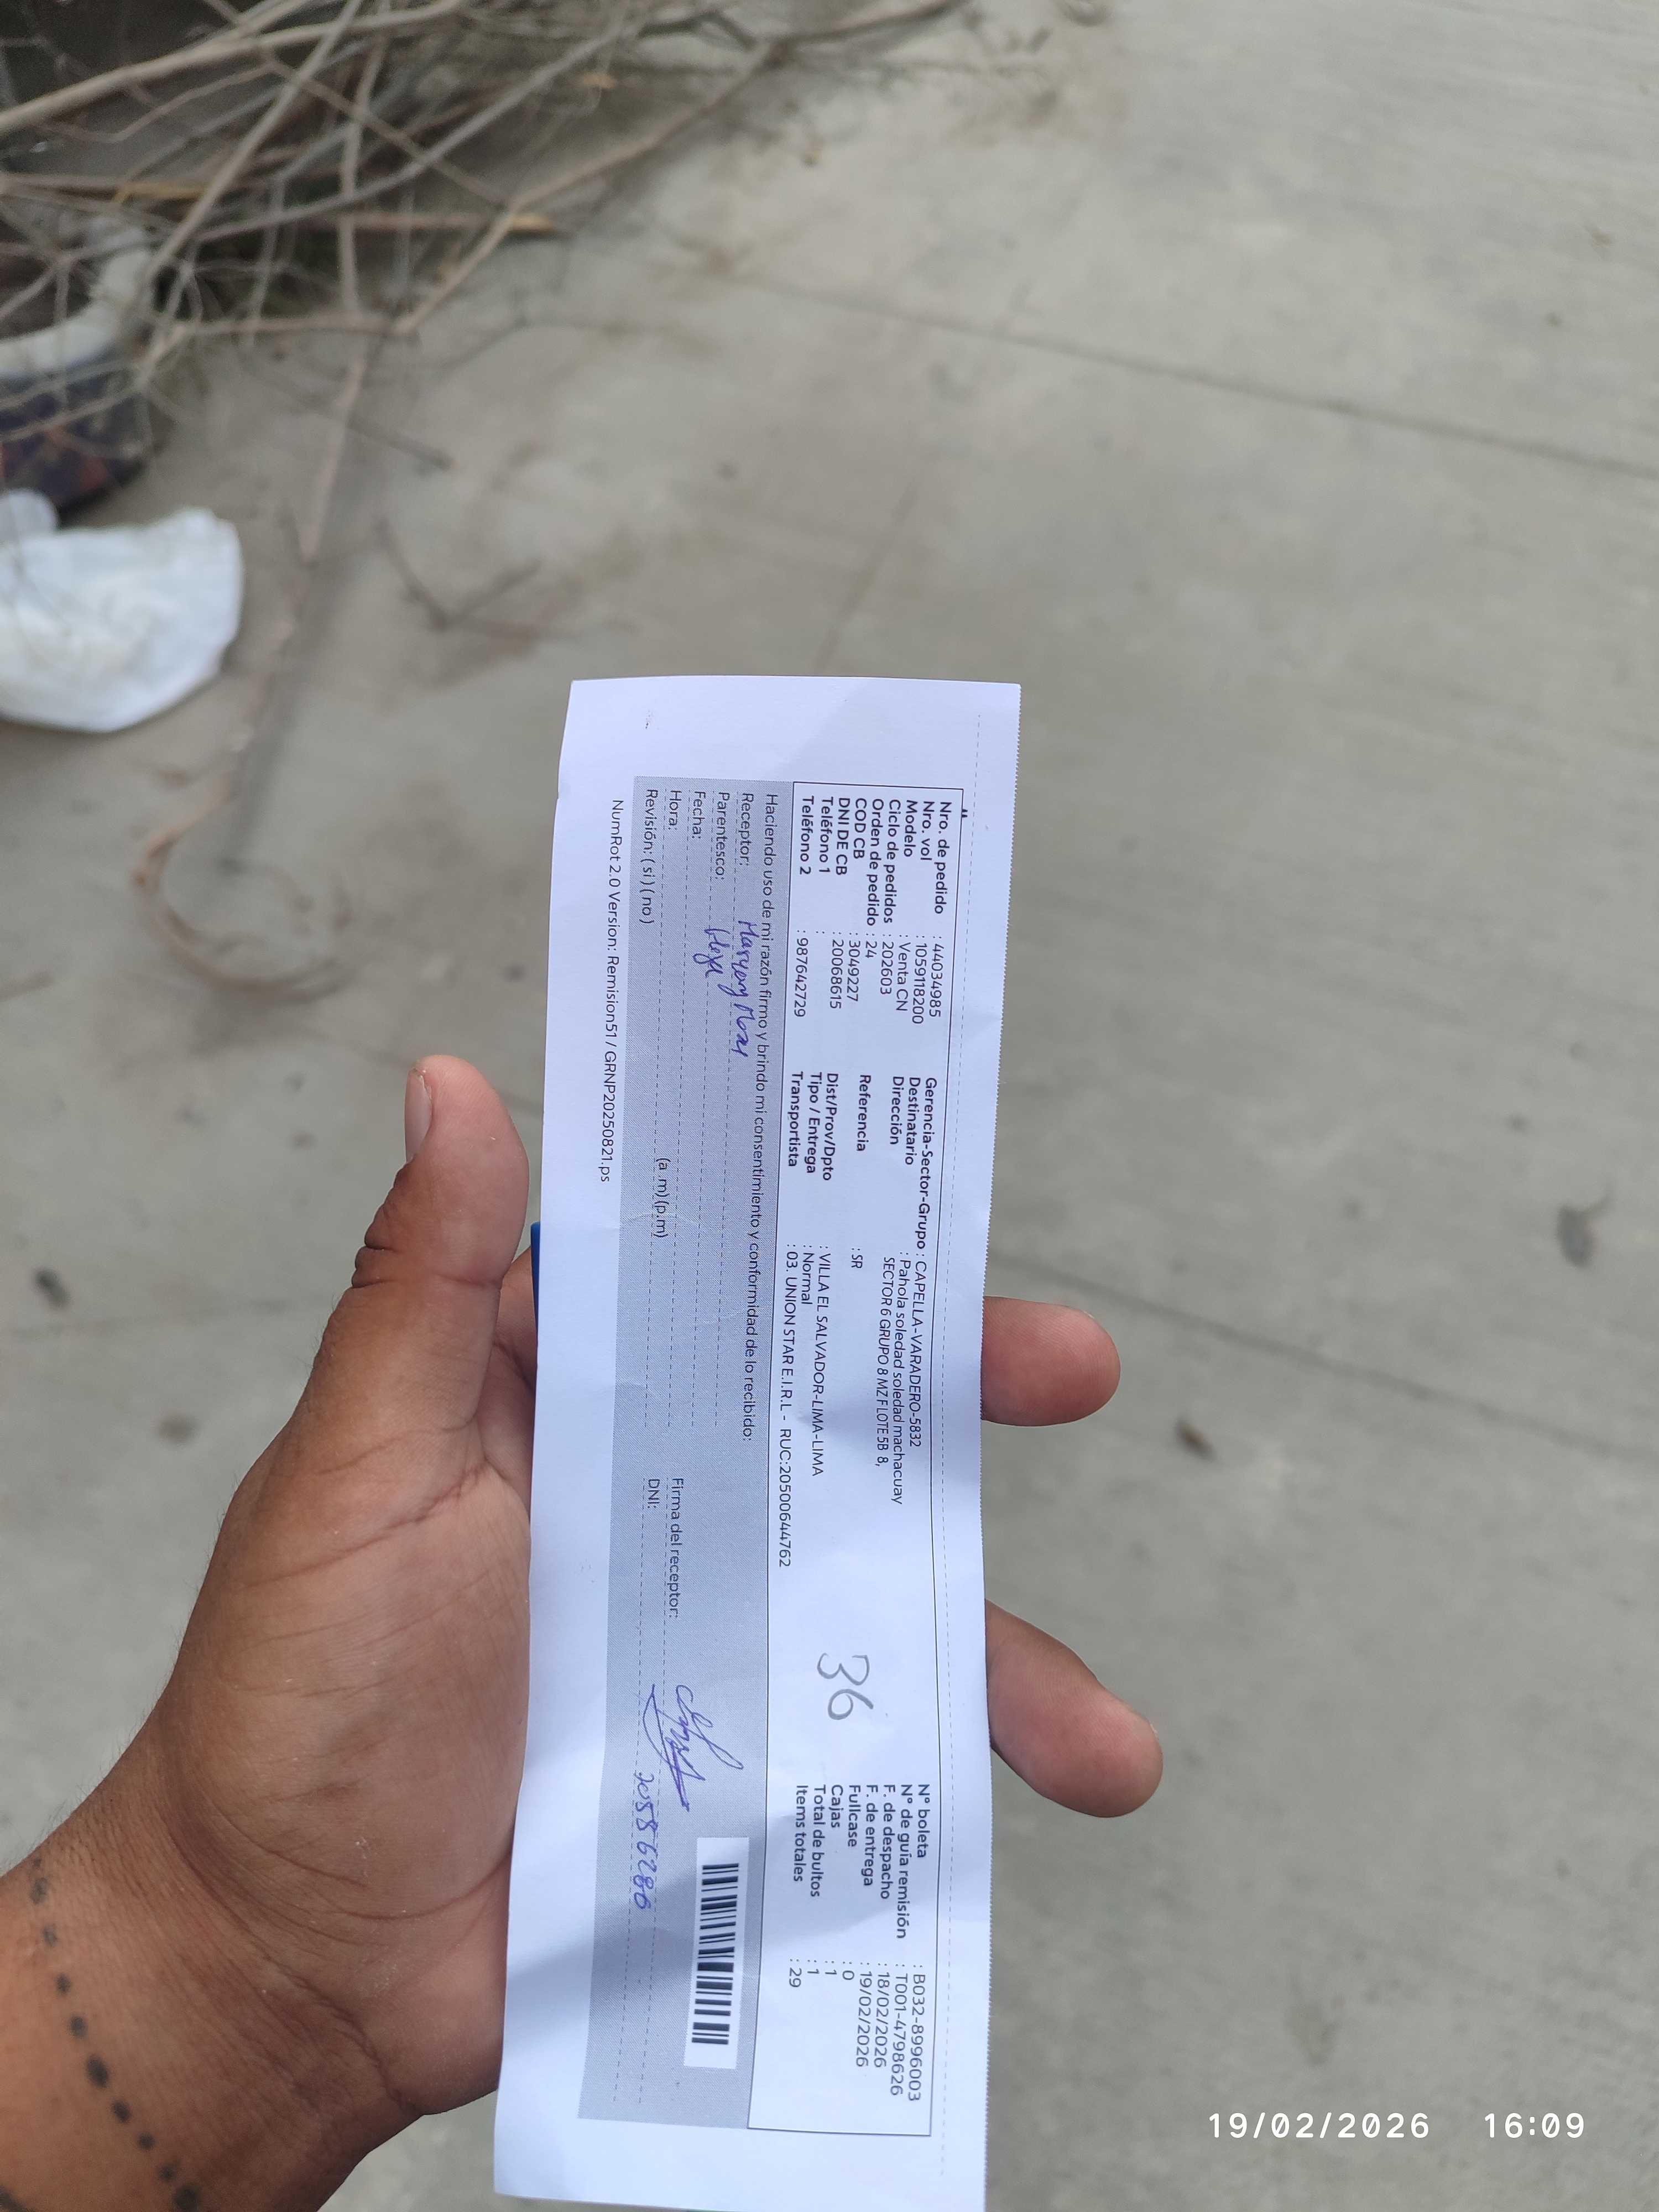 Nro. de pedido : 44034985
Nro. vol : 1059118200
Modelo : Venta CN
Ciclo de pedidos : 202603
Orden de pedido : 24
COD CB : 3049227
DNI DE CB : 20068615
Teléfono 1 :
Teléfono 2 : 987642729
Gerencia-Sector-Grupo : CAPELLA-VARADERO-5832
Destinatario : Pahola soledad soledad machacuay
Dirección SECTOR 6 GRUPO 8 MZ F LOTE 5B 8,
Referencia : SR
Dist/Prov/Dpto : VILLA EL SALVADOR-LIMA-LIMA
Tipo / Entrega : Normal
Transportista : 03. UNION STAR E.I.R.L - RUC:20500644762
36
N° boleta : B032-8996003
N° de guía remisión : T001-4798626
F. de despacho : 18/02/2026
F. de entrega : 19/02/2026
Fullcase : 0
Cajas : 1
Total de bultos : 1
Items totales : 29
Haciendo uso de mi razón firmo y brindo mi consentimiento y conformidad de lo recibido:
Receptor:
Parentesco:
Fecha:
Hora: (a.m)(p.m)
Revisión: (si) (no)
Firma del receptor:
DNI:
NumRot 2.0 Version: Remision51 / GRNP20250821.ps
19/02/2026 16:09